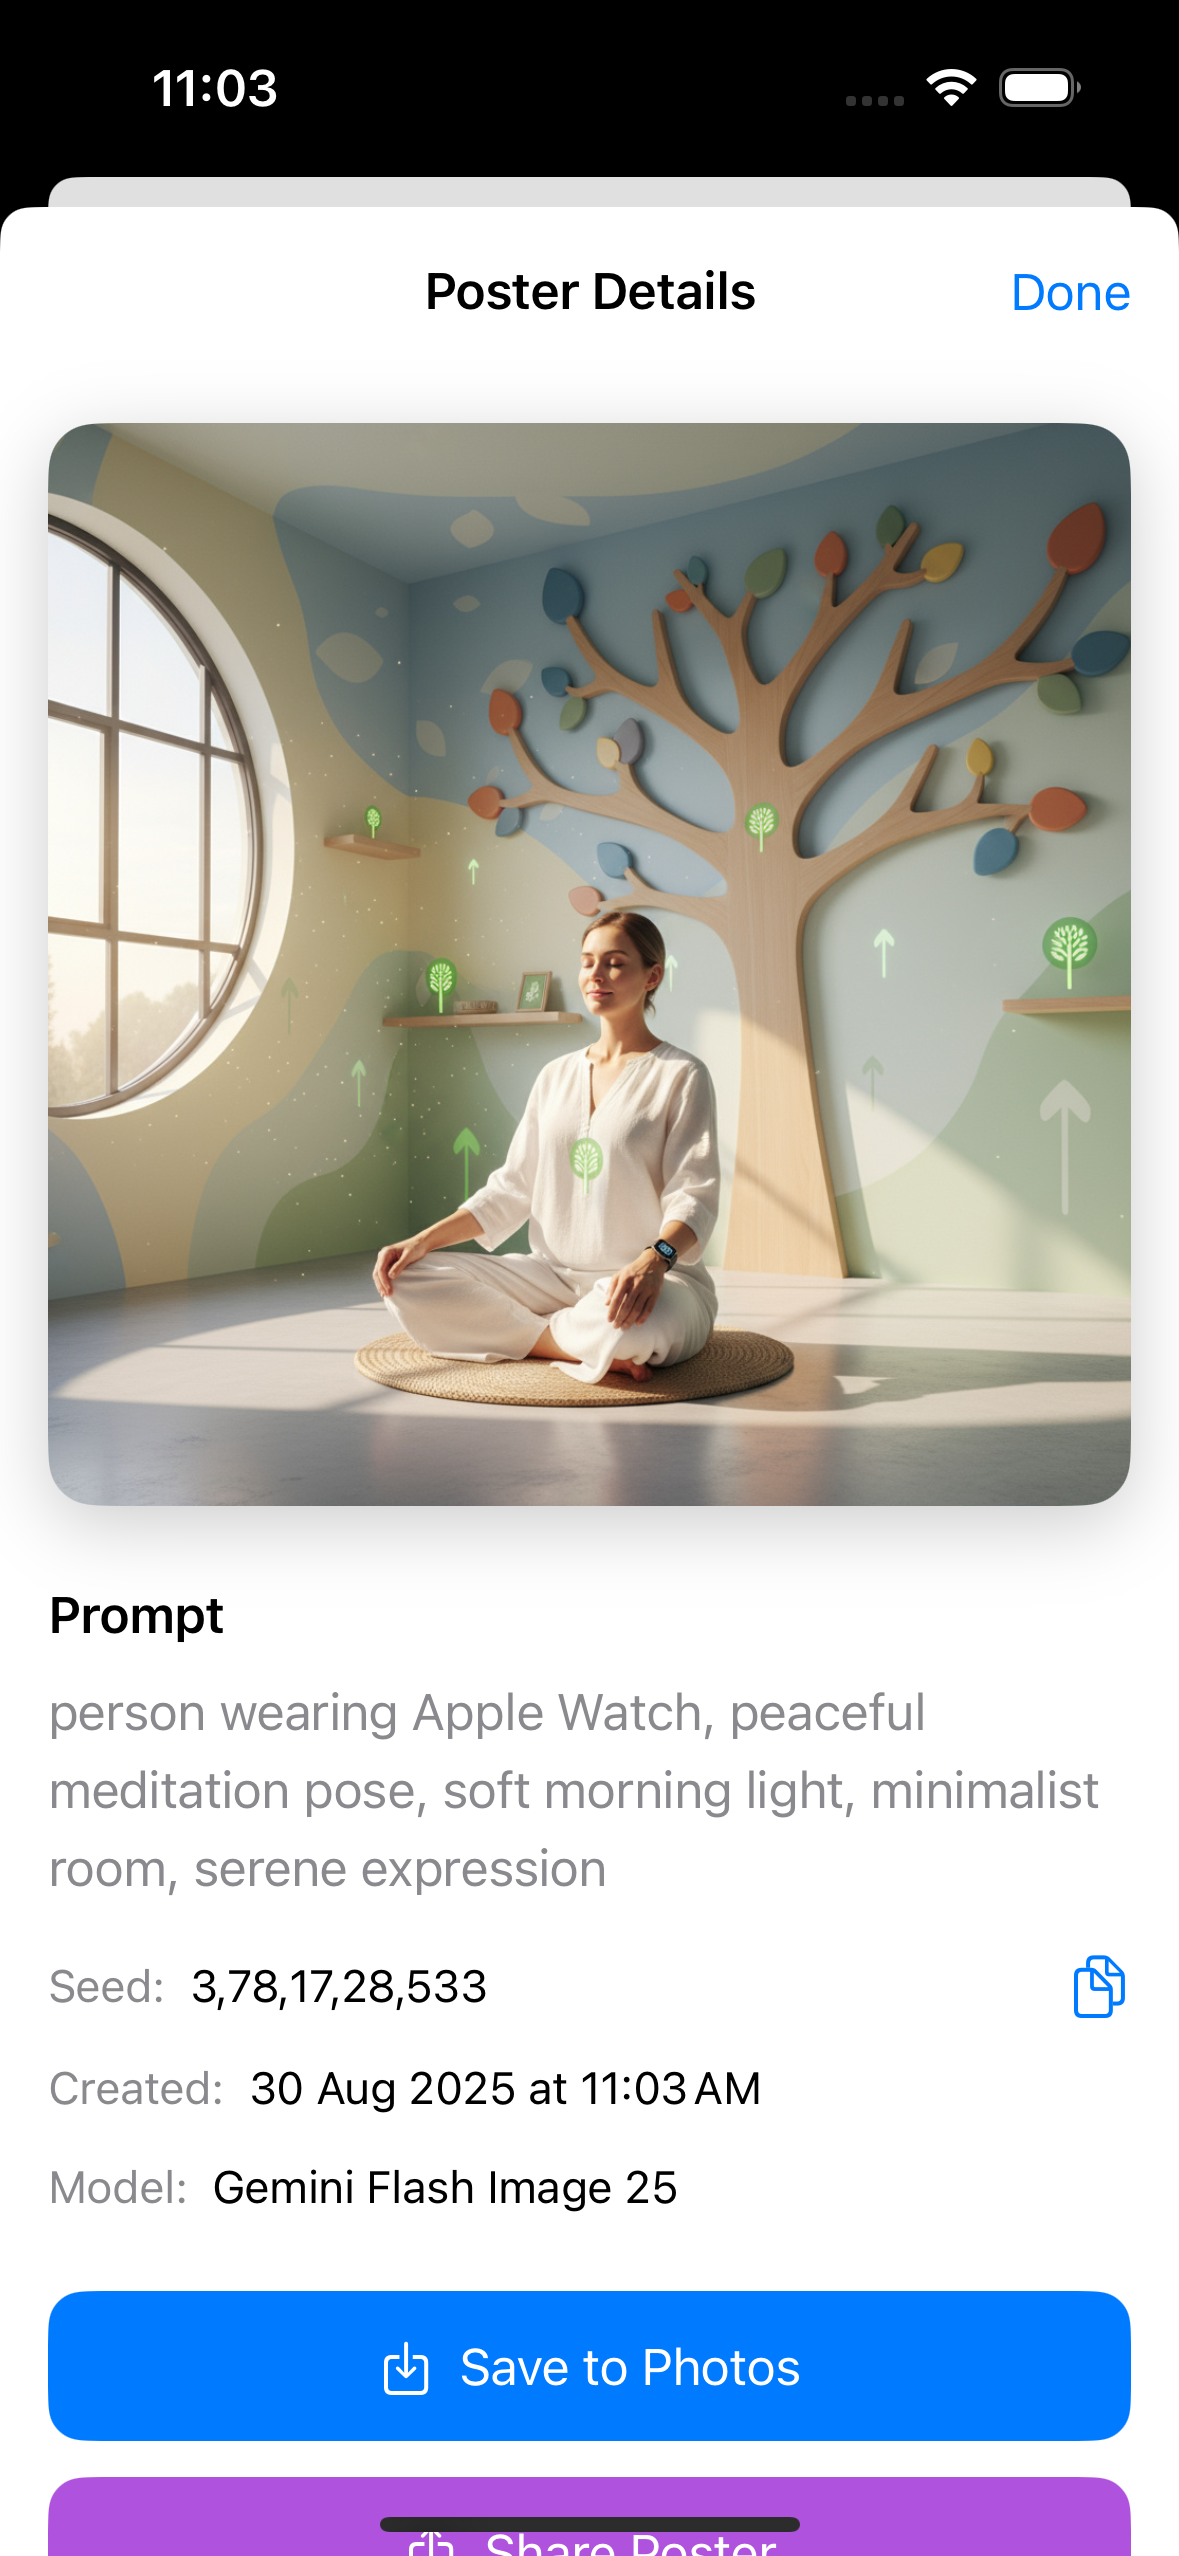 11:03
Poster Details
Done
Prompt
person wearing Apple Watch, peaceful
meditation pose, soft morning light, minimalist
room, serene expression
Seed: 3,78,17,28,533
Created: 30 Aug 2025 at 11:03 AM
Model: Gemini Flash Image 25
Save to Photos
Share Poster